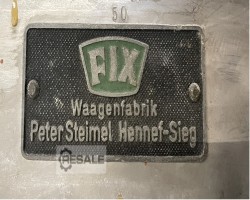 50
FIX
Waagenfabrik
Peter Steimel Hennef-Sieg
RESALE